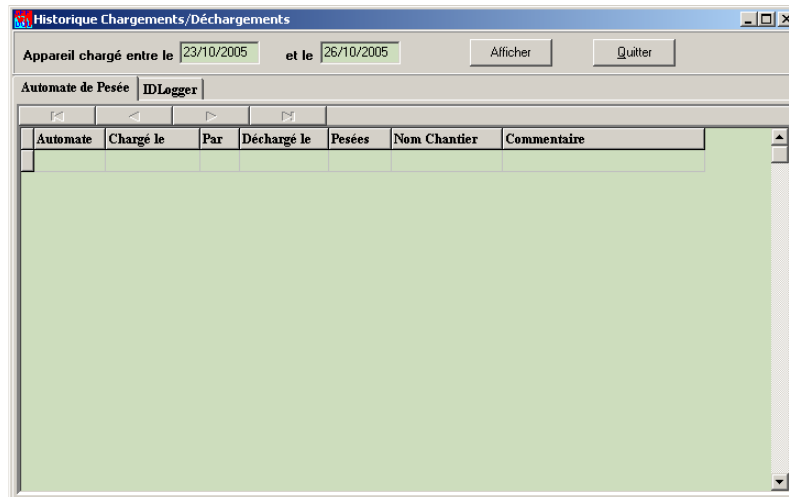 Historique Chargements/Déchargements
Appareil chargé entre le 23/10/2005 et le 26/10/2005 Afficher Quitter
Automate de Pesée IDLogger
Automate Chargé le Par Déchargé le Pesées Nom Chantier Commentaire